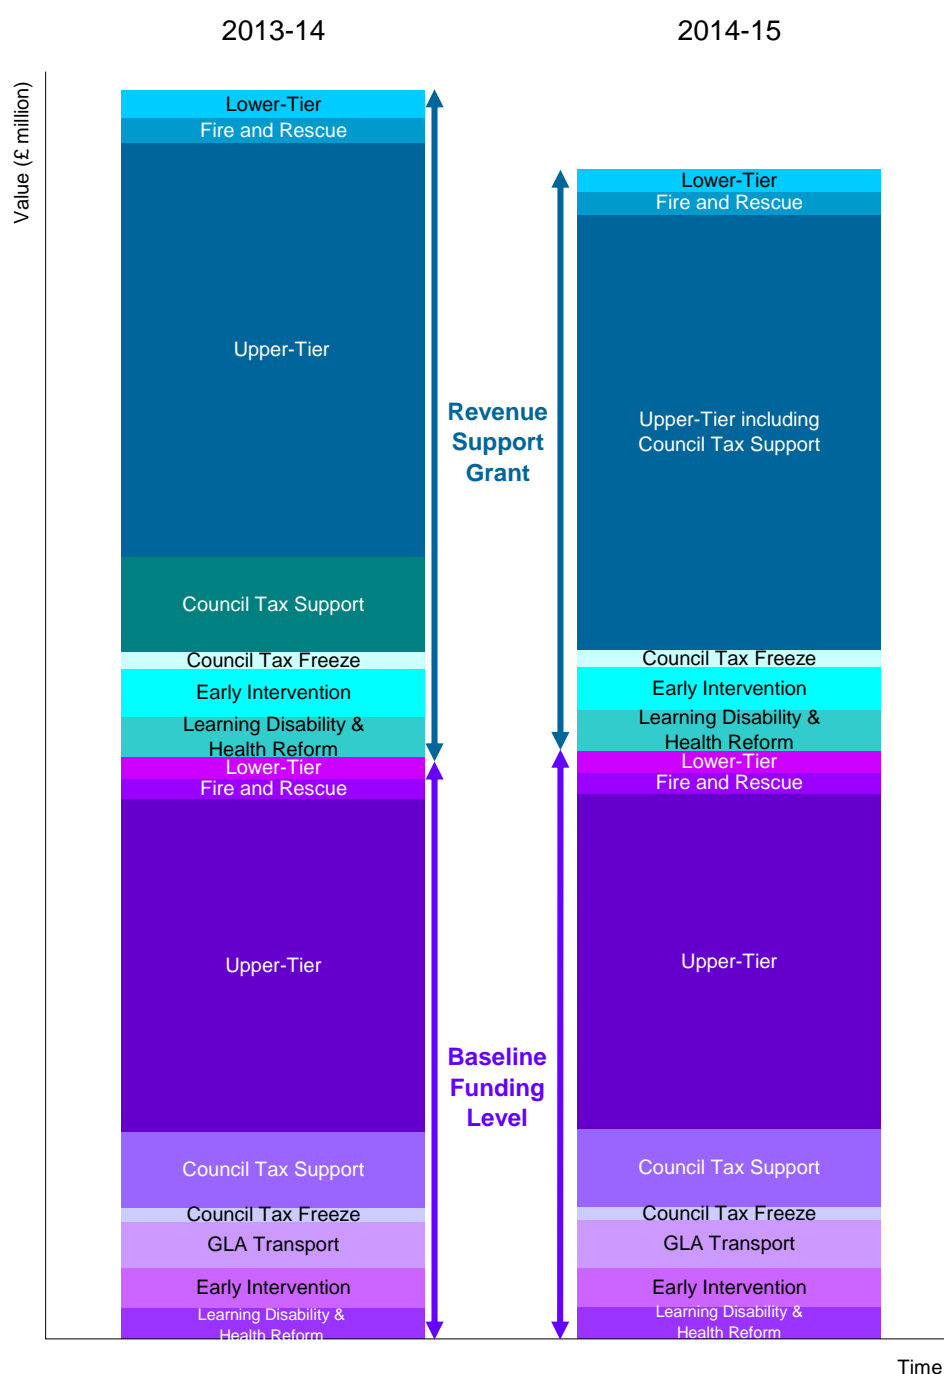 2013-14
2014-15
Value (£ million)
Lower-Tier
Fire and Rescue
Upper-Tier
Council Tax Support
Council Tax Freeze
Early Intervention
Learning Disability &
Health Reform
Lower-Tier
Fire and Rescue
Upper-Tier
Council Tax Support
Council Tax Freeze
GLA Transport
Early Intervention
Learning Disability &
Health Reform
Revenue
Support
Grant
Baseline
Funding
Level
Lower-Tier
Fire and Rescue
Upper-Tier including
Council Tax Support
Council Tax Freeze
Early Intervention
Learning Disability &
Health Reform
Lower-Tier
Fire and Rescue
Upper-Tier
Council Tax Support
Council Tax Freeze
GLA Transport
Early Intervention
Learning Disability &
Health Reform
Time